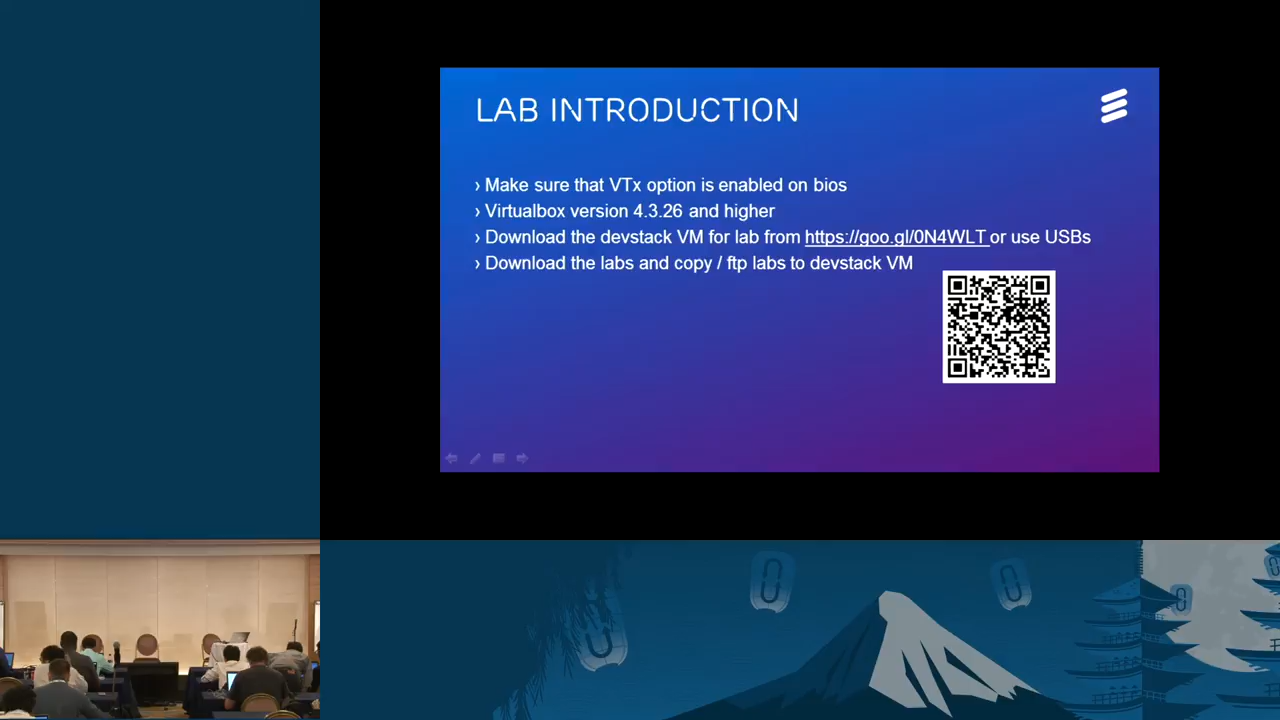 LAB INTRODUCTION
› Make sure that VTx option is enabled on bios
› Virtualbox version 4.3.26 and higher
› Download the devstack VM for lab from https://goo.gl/0N4WLT or use USBs
› Download the labs and copy / ftp labs to devstack VM